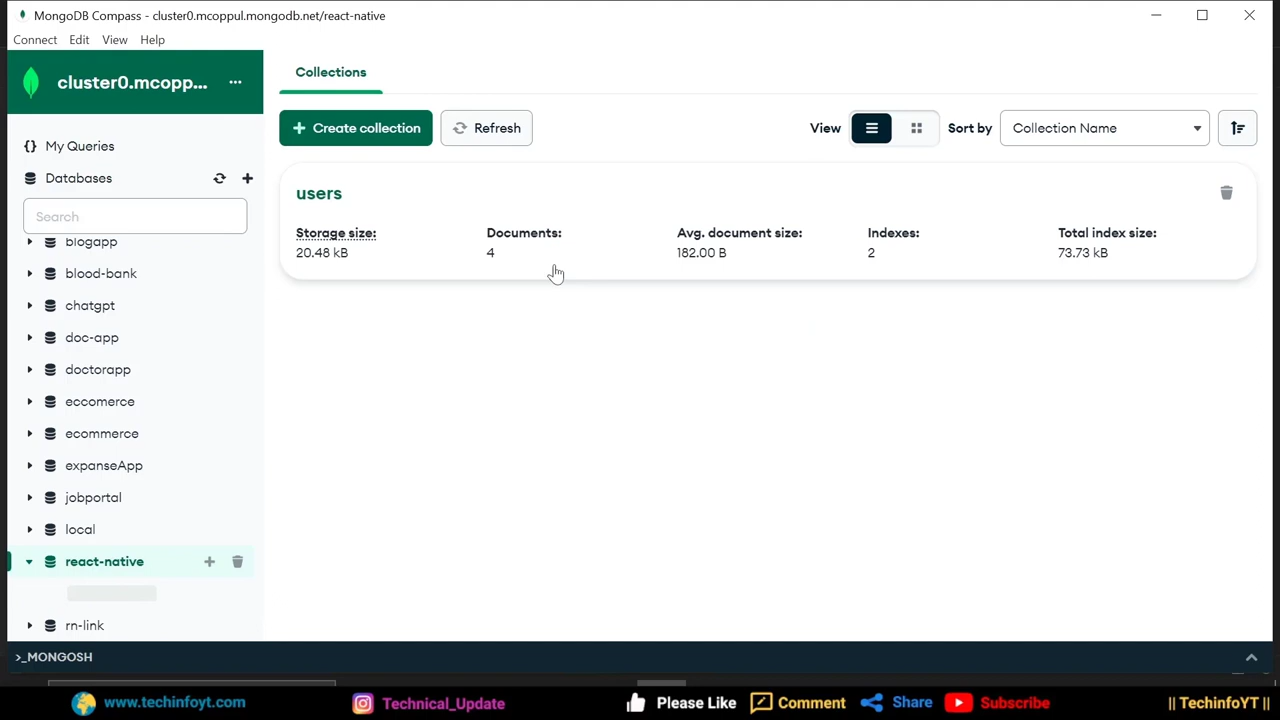 MongoDB Compass - cluster0.mcoppul.mongodb.net/react-native
Connect Edit View Help
cluster0.mcopp... ...
Collections
+ Create collection
Refresh
View
Sort by
Collection Name
{} My Queries
Databases
Search
users
Storage size: Documents: Avg. document size: Indexes: Total index size:
20.48 kB 4 182.00 B 2 73.73 kB
blogapp
blood-bank
chatgpt
doc-app
doctorapp
eccomerce
ecommerce
expanseApp
jobportal
local
react-native
rn-link
>_MONGOSH
www.techinfoyt.com Technical_Update Please Like Comment Share Subscribe || TechinfoYT ||